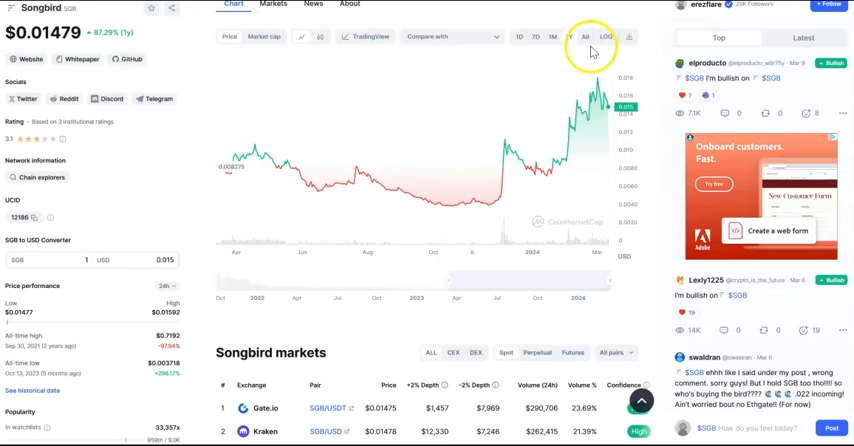 Songbird SGB
$0.01479 ▲ 87.29% (1y)
Website Whitepaper GitHub
Socials
Twitter Reddit Discord Telegram
Rating · Based on 3 institutional ratings
3.1
Network information
Chain explorers
UCID
12186
SGB to USD Converter
SGB 1 USD 0.015
Price performance 24h
Low High
$0.01477 $0.01592
All-time high $0.7192
Sep 30, 2021 (2 years ago) -97.94%
All-time low $0.003718
Oct 13, 2023 (5 months ago) +298.17%
See historical data
Popularity
In watchlists 33,357x
959th / 9.0K
Chart Markets News About
Price Market cap TradingView Compare with 1D 7D 1M 1Y All LOG
0.018
0.016
0.015
0.014
0.012
0.010
0.0080
0.0060
0.0040
0.0020
0
USD
0.008275
CoinMarketCap
Apr Jun Aug Oct 2024 Mar
Oct 2022 Apr Jul Oct 2023 Apr Jul Oct 2024
Songbird markets ALL CEX DEX Spot Perpetual Futures All pairs
# Exchange Pair Price +2% Depth -2% Depth Volume (24h) Volume % Confidence
1 Gate.io SGB/USDT $0.01475 $1,457 $7,969 $290,706 23.69%
2 Kraken SGB/USD $0.01478 $12,330 $7,246 $262,415 21.39% High
erezflare 29K Followers + Follow
Top Latest
elproducto @elproducto_w6t75y · Mar 9 Bullish
$SGB I'm bullish on $SGB
7 1
7.1K 0 0 8
Onboard customers.
Fast.
Try free
New Customer Form
Create a web form
Adobe
Lexly1225 @crypto_is_the_future · Mar 6 Bullish
I'm bullish on $SGB
19
14K 0 0 19
swaldran @swaldran · Mar 6
$SGB ehhh like I said under my post , wrong
comment. sorry guys! But I hold SGB too tho!!!! so
who's buying the bird???? .022 incoming!
Ain't worried bout no Ethgate!! (For now)
$SGB How do you feel today? Post